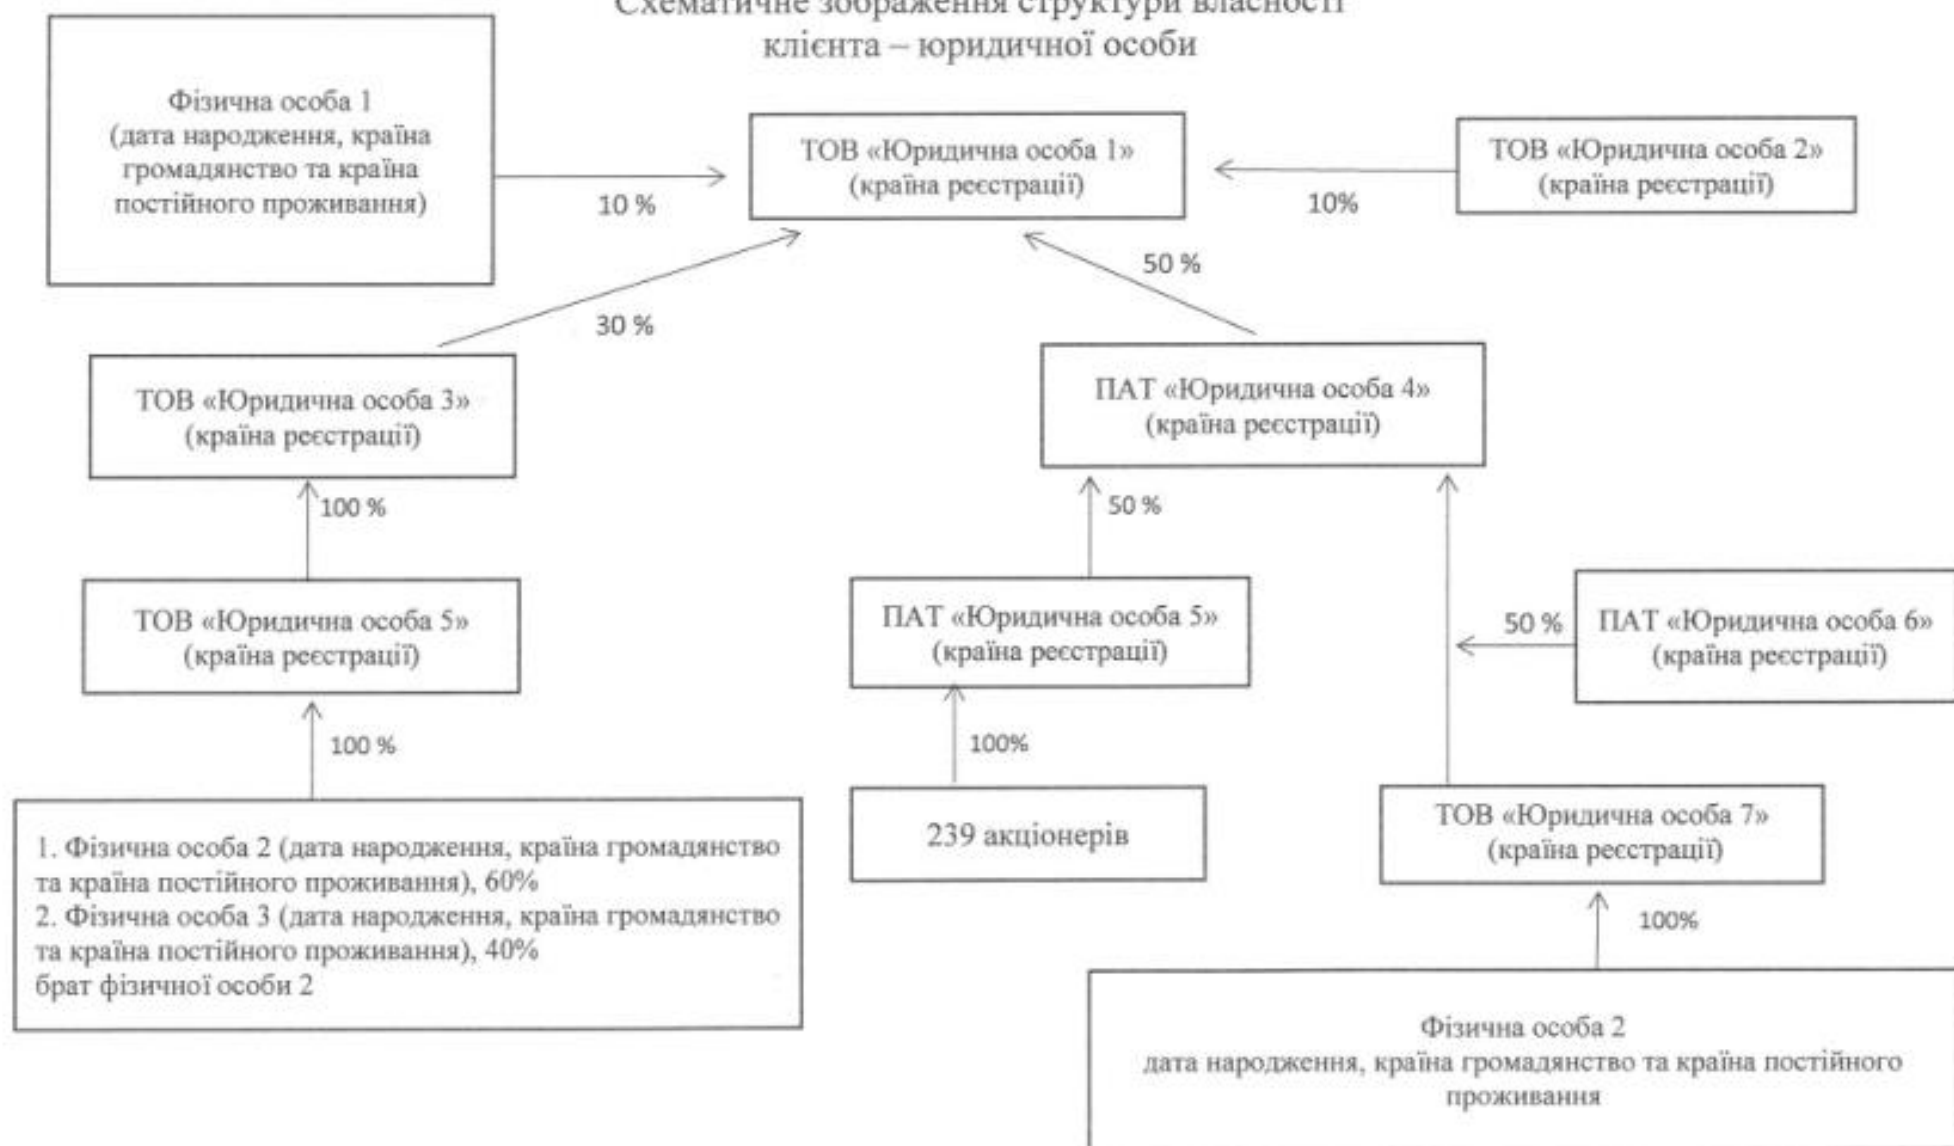 Схематичне зображення структури власності
клієнта – юридичної особи
Фізична особа 1
(дата народження, країна
громадянство та країна
постійного проживання)
10 %
ТОВ «Юридична особа 1»
(країна реєстрації)
10%
ТОВ «Юридична особа 2»
(країна реєстрації)
30 %
50 %
ТОВ «Юридична особа 3»
(країна реєстрації)
ПАТ «Юридична особа 4»
(країна реєстрації)
100 %
50 %
ТОВ «Юридична особа 5»
(країна реєстрації)
ПАТ «Юридична особа 5»
(країна реєстрації)
50 %
ПАТ «Юридична особа 6»
(країна реєстрації)
100 %
100%
1. Фізична особа 2 (дата народження, країна громадянство
та країна постійного проживання), 60%
2. Фізична особа 3 (дата народження, країна громадянство
та країна постійного проживання), 40%
брат фізичної особи 2
239 акціонерів
ТОВ «Юридична особа 7»
(країна реєстрації)
100%
Фізична особа 2
дата народження, країна громадянство та країна постійного
проживання